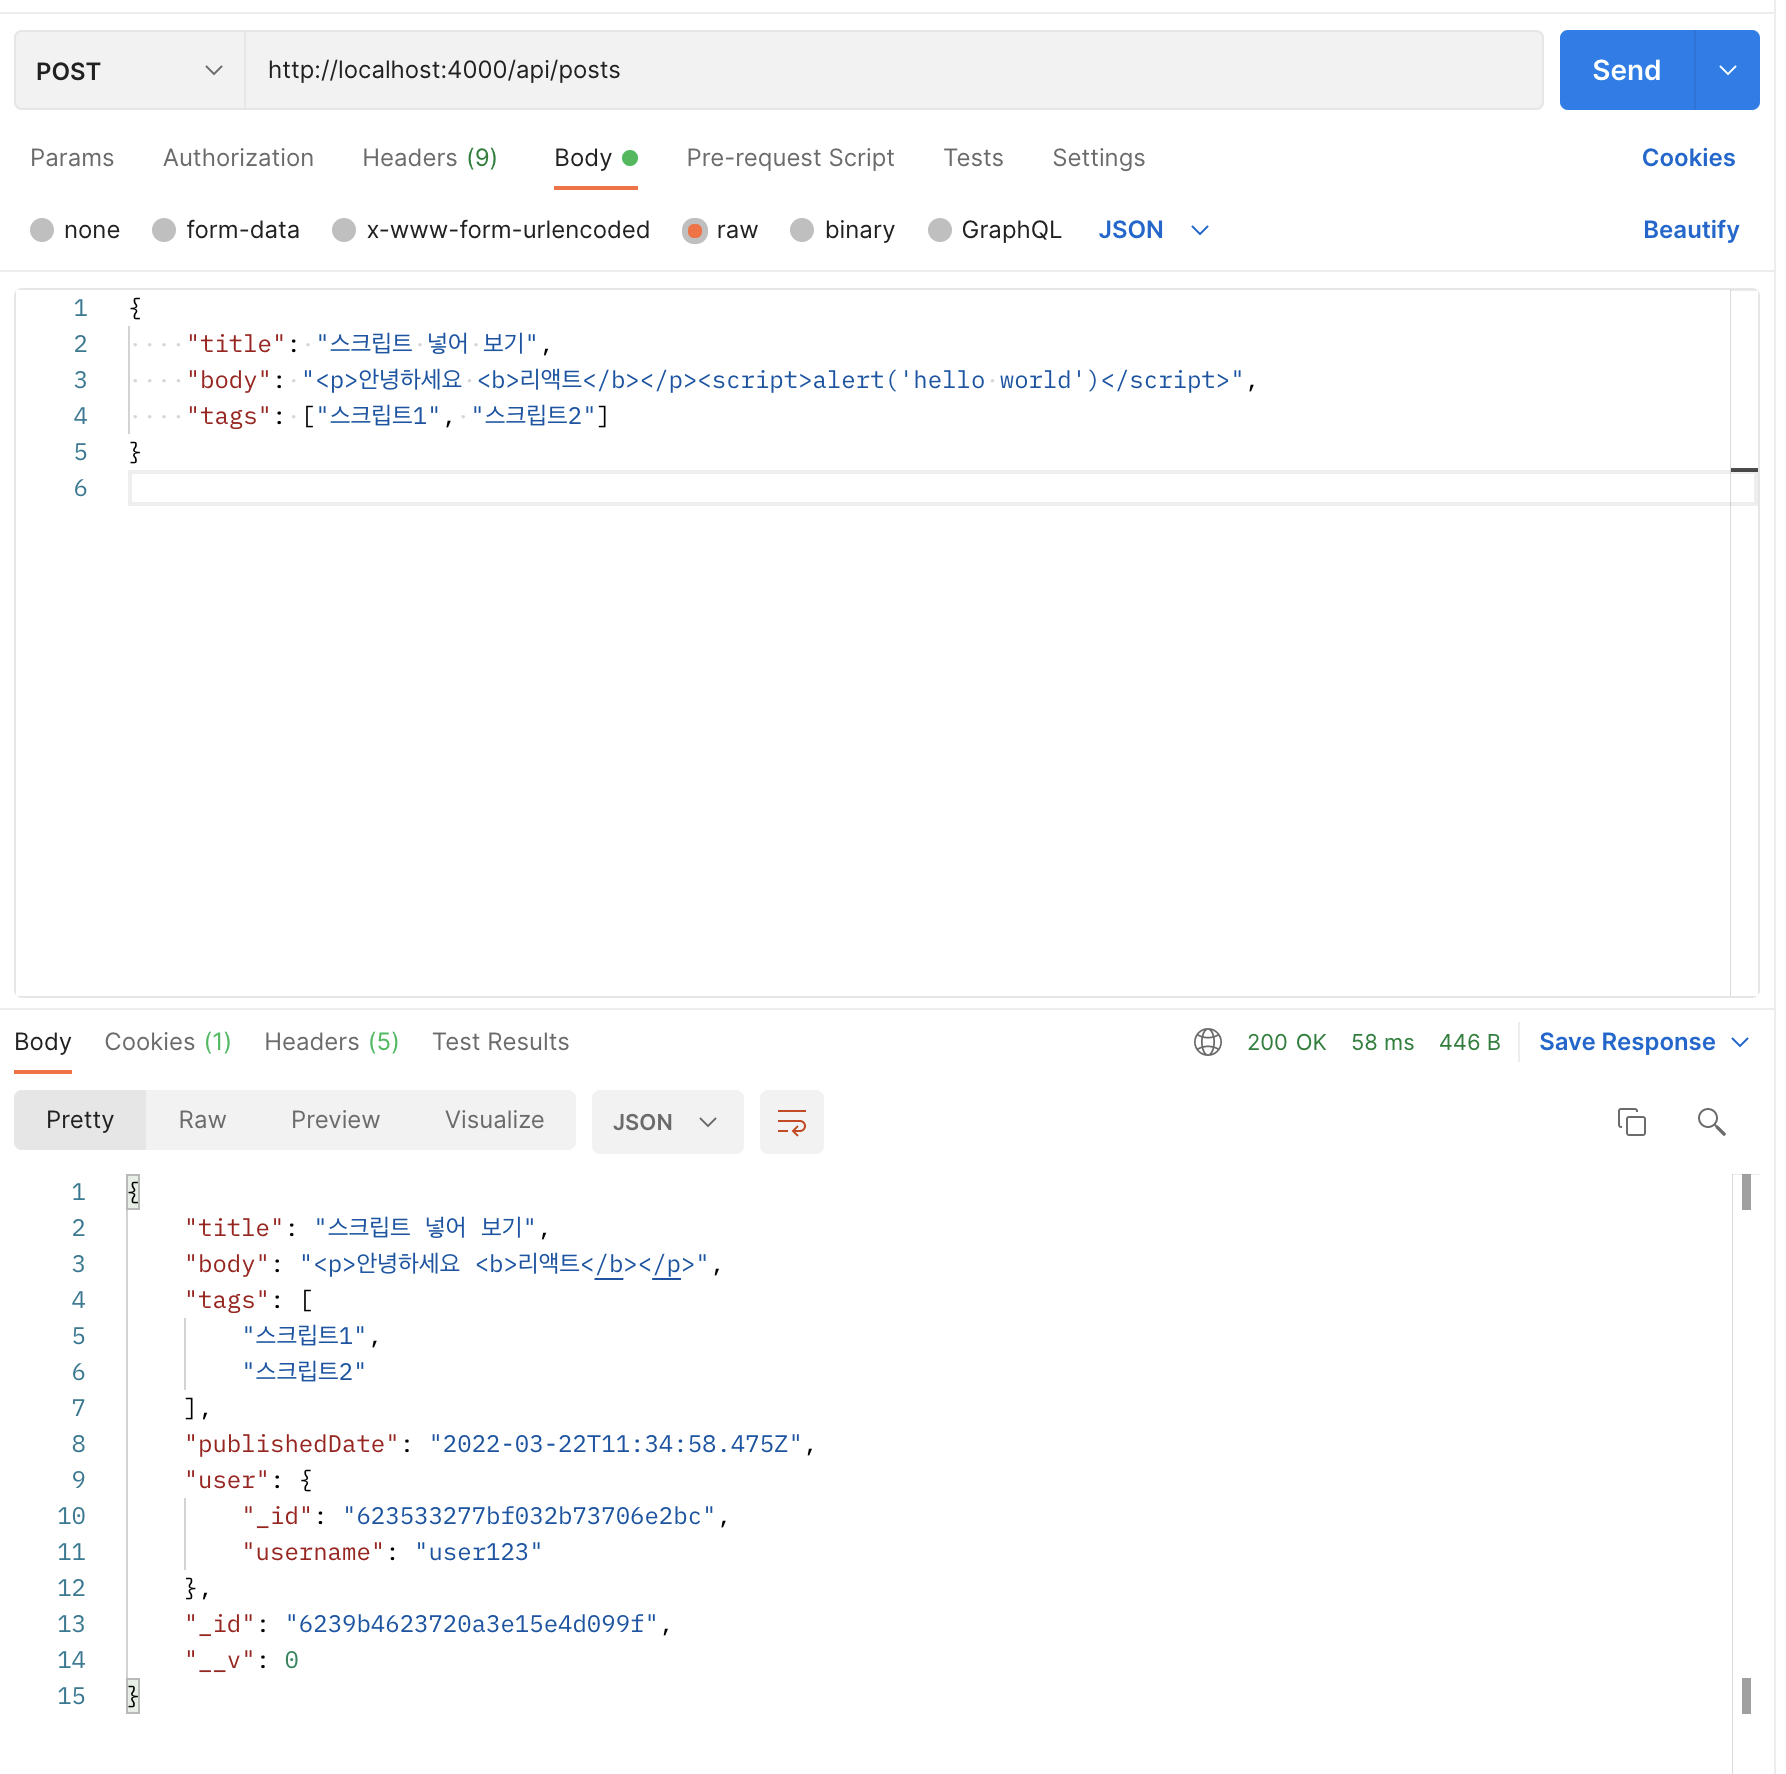 POST http://localhost:4000/api/posts Send
Params Authorization Headers (9) Body Pre-request Script Tests Settings Cookies
none form-data x-www-form-urlencoded raw binary GraphQL JSON Beautify
1 {
2 "title": "스크립트 넣어 보기",
3 "body": "<p>안녕하세요 <b>리액트</b></p><script>alert('hello world')</script>",
4 "tags": ["스크립트1", "스크립트2"]
5 }
6
Body Cookies (1) Headers (5) Test Results 200 OK 58 ms 446 B Save Response
Pretty Raw Preview Visualize JSON
1 {
2 "title": "스크립트 넣어 보기",
3 "body": "<p>안녕하세요 <b>리액트</b></p>",
4 "tags": [
5 "스크립트1",
6 "스크립트2"
7 ],
8 "publishedDate": "2022-03-22T11:34:58.475Z",
9 "user": {
10 "_id": "623533277bf032b73706e2bc",
11 "username": "user123"
12 },
13 "_id": "6239b4623720a3e15e4d099f",
14 "__v": 0
15 }